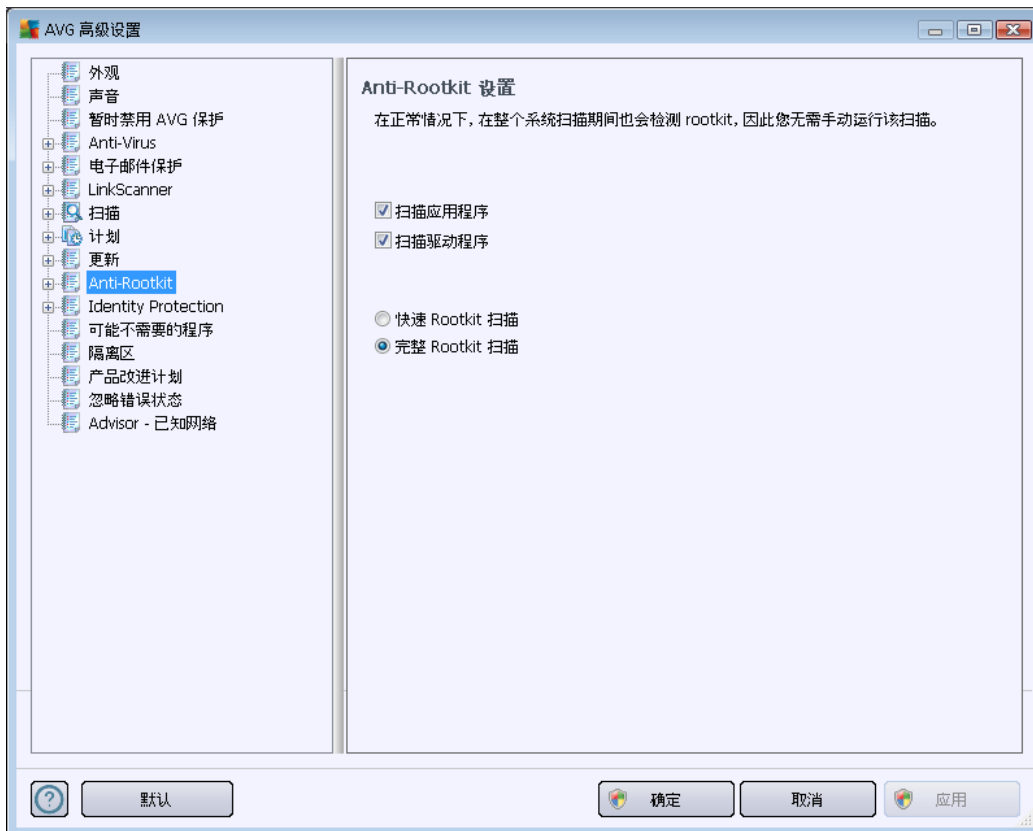 AVG 高级设置
外观
声音
暂时禁用 AVG 保护
Anti-Virus
电子邮件保护
LinkScanner
扫描
计划
更新
Anti-Rootkit
Identity Protection
可能不需要的程序
隔离区
产品改进计划
忽略错误状态
Advisor - 已知网络
Anti-Rootkit 设置
在正常情况下, 在整个系统扫描期间也会检测 rootkit, 因此您无需手动运行该扫描。
扫描应用程序
扫描驱动程序
快速 Rootkit 扫描
完整 Rootkit 扫描
默认
确定
取消
应用